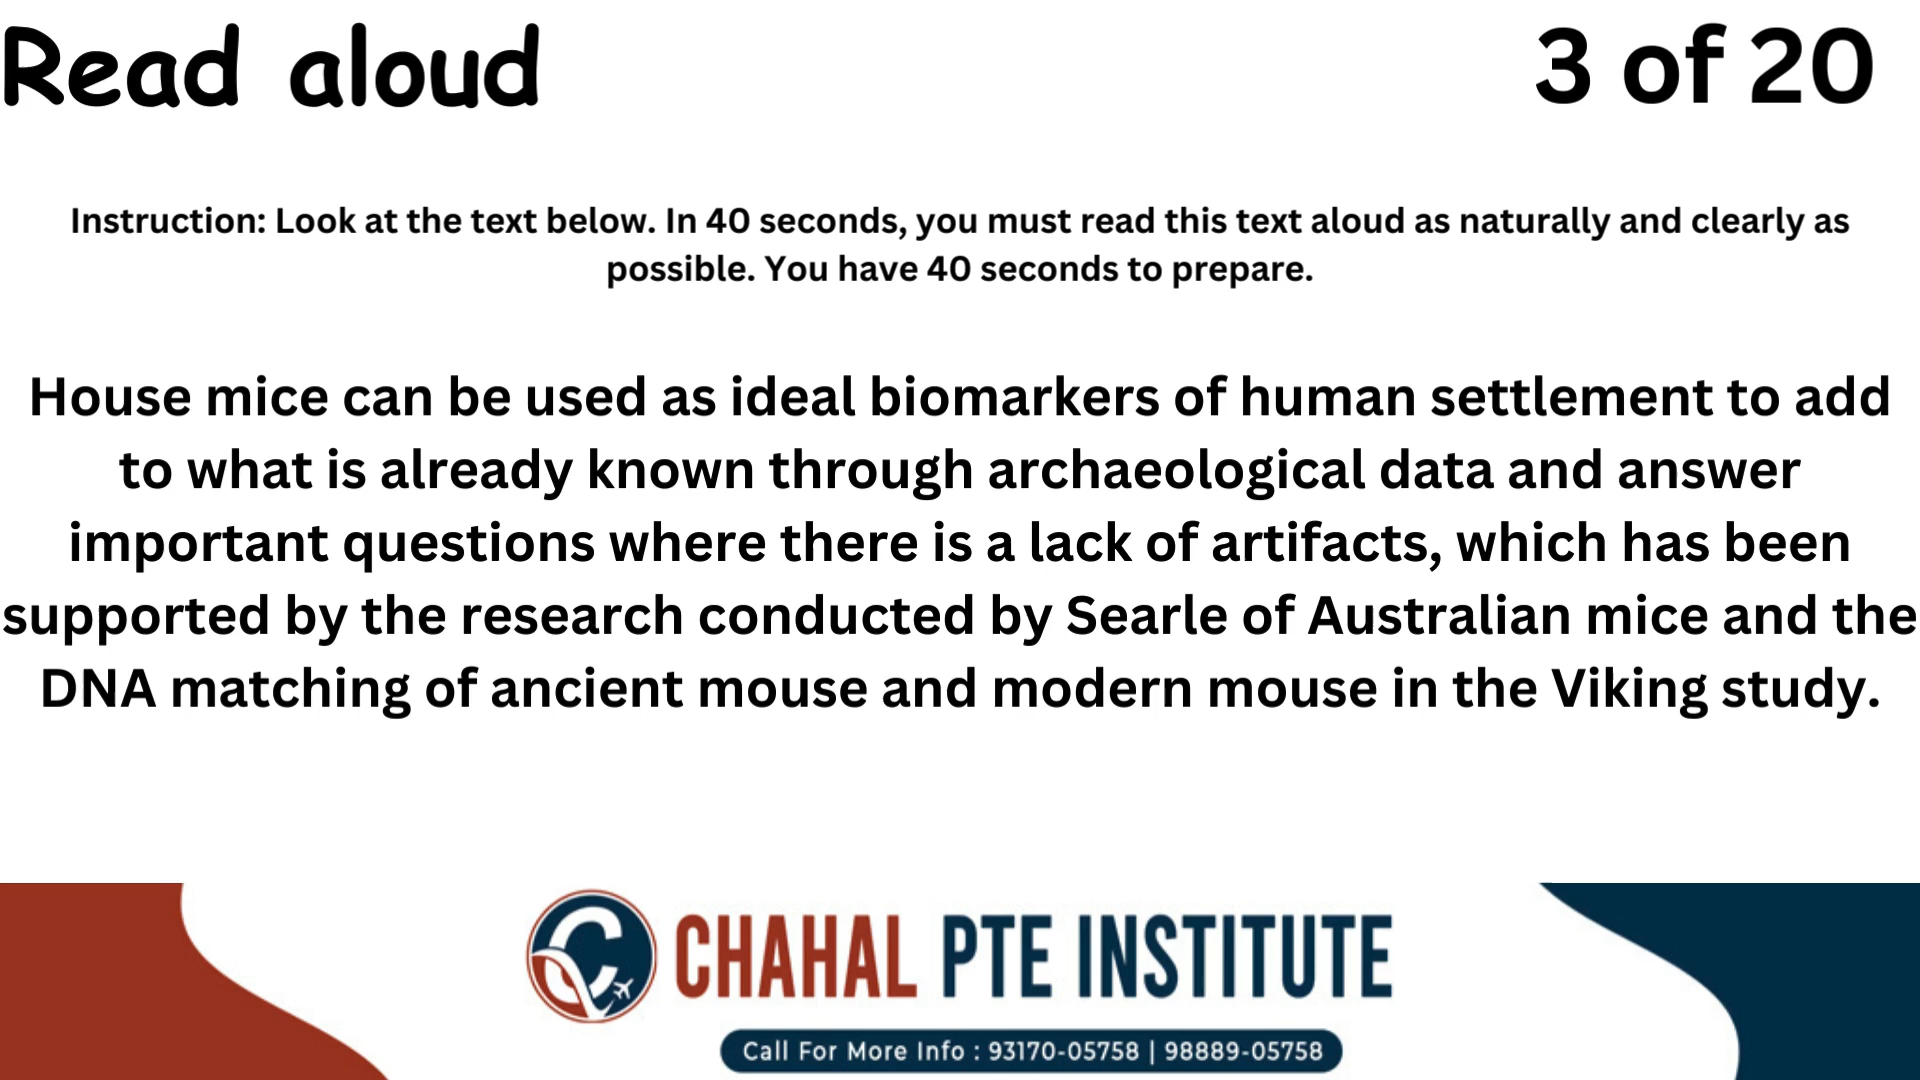 Read aloud
3 of 20
Instruction: Look at the text below. In 40 seconds, you must read this text aloud as naturally and clearly as
possible. You have 40 seconds to prepare.
House mice can be used as ideal biomarkers of human settlement to add
to what is already known through archaeological data and answer
important questions where there is a lack of artifacts, which has been
supported by the research conducted by Searle of Australian mice and the
DNA matching of ancient mouse and modern mouse in the Viking study.
CHAHAL PTE INSTITUTE
Call For More Info : 93170-05758 | 98889-05758